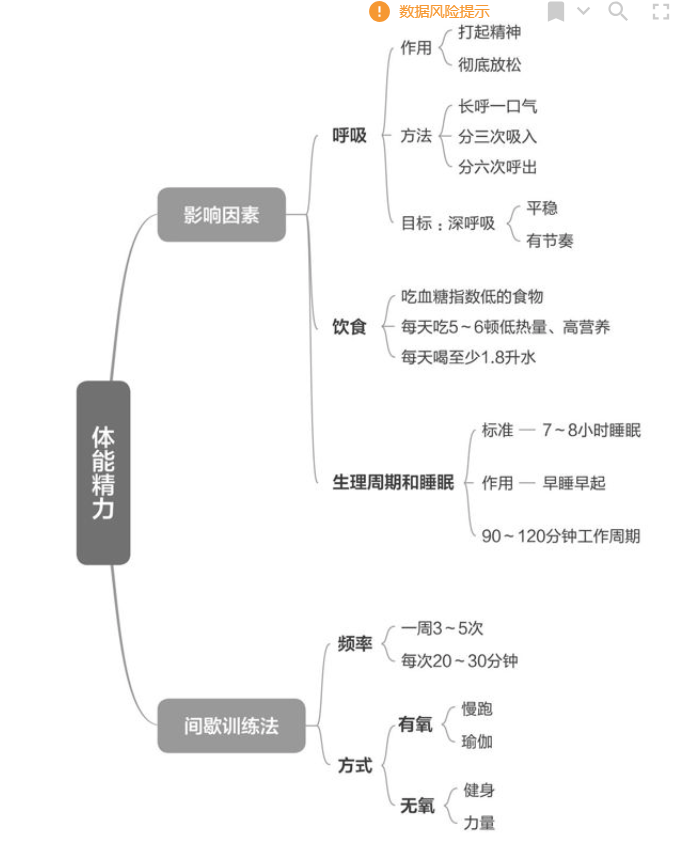 数据风险提示
体能精力
影响因素
呼吸
作用
打起精神
彻底放松
方法
长呼一口气
分三次吸入
分六次呼出
目标：深呼吸
平稳
有节奏
饮食
吃血糖指数低的食物
每天吃5~6顿低热量、高营养
每天喝至少1.8升水
生理周期和睡眠
标准
7~8小时睡眠
作用
早睡早起
90~120分钟工作周期
间歇训练法
频率
一周3~5次
每次20~30分钟
方式
有氧
慢跑
瑜伽
无氧
健身
力量